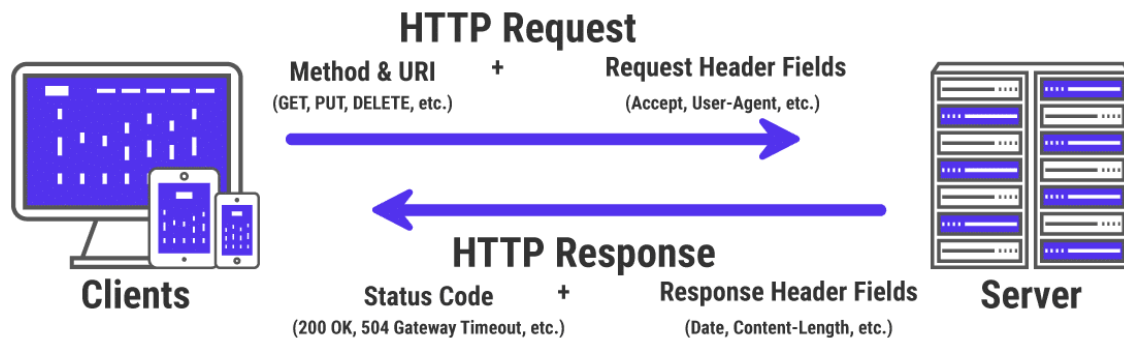 HTTP Request
Method & URI + Request Header Fields
(GET, PUT, DELETE, etc.) (Accept, User-Agent, etc.)
HTTP Response
Clients Server
Status Code + Response Header Fields
(200 OK, 504 Gateway Timeout, etc.) (Date, Content-Length, etc.)